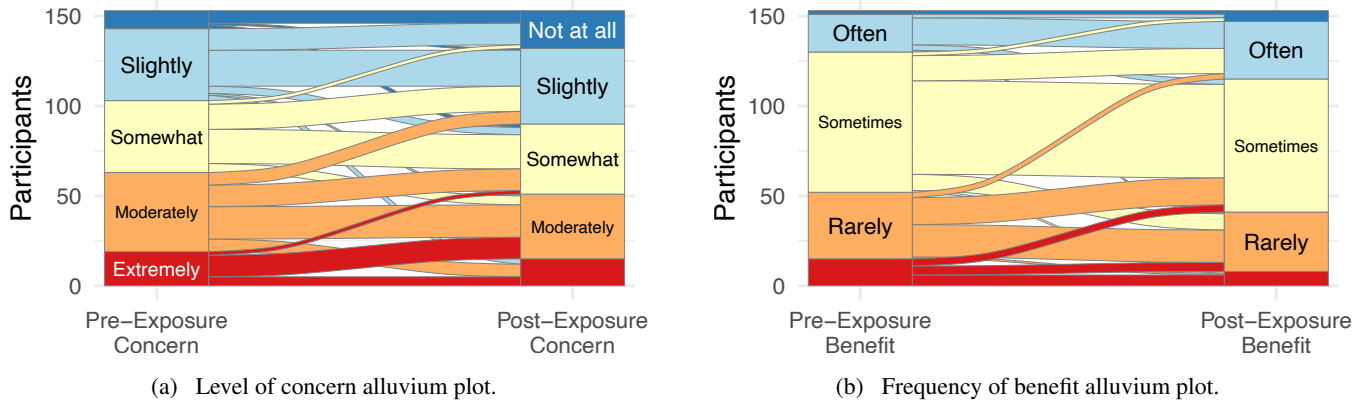 150
100
50
0
Participants
Slightly
Somewhat
Moderately
Extremely
Not at all
Slightly
Somewhat
Moderately
Pre−Exposure
Concern
Post−Exposure
Concern
(a) Level of concern alluvium plot.
150
100
50
0
Participants
Often
Sometimes
Rarely
Often
Sometimes
Rarely
Pre−Exposure
Benefit
Post−Exposure
Benefit
(b) Frequency of benefit alluvium plot.